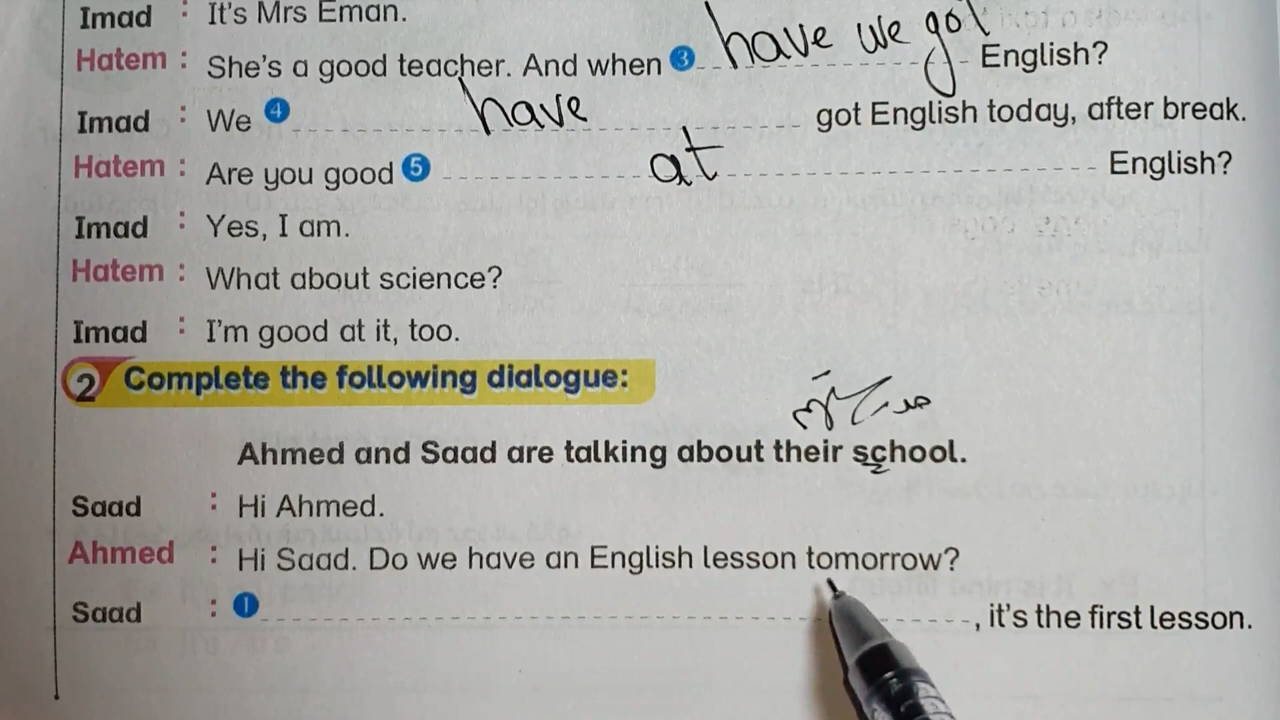 Imad : It's Mrs Eman.
Hatem : She's a good teacher. And when 3 have we got English?
Imad : We 4 have got English today, after break.
Hatem : Are you good 5 at English?
Imad : Yes, I am.
Hatem : What about science?
Imad : I'm good at it, too.
2 Complete the following dialogue:
Ahmed and Saad are talking about their school.
Saad : Hi Ahmed.
Ahmed : Hi Saad. Do we have an English lesson tomorrow?
Saad : 1 , it's the first lesson.